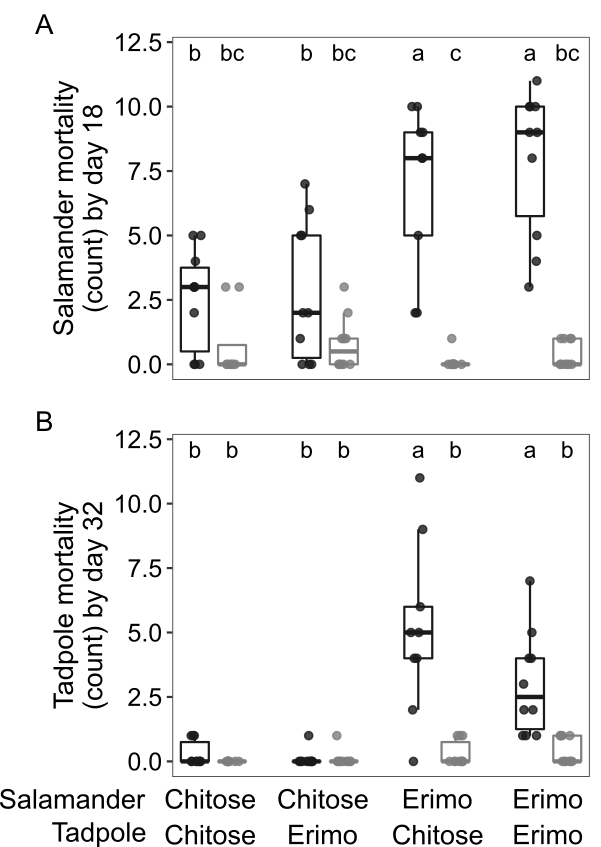 A
12.5
b bc b bc a c a bc
10.0
7.5
5.0
2.5
0.0
Salamander mortality
(count) by day 18
B
12.5
b b b b a b a b
10.0
7.5
5.0
2.5
0.0
Tadpole mortality
(count) by day 32
Salamander Chitose Chitose Erimo Erimo
Tadpole Chitose Erimo Chitose Erimo